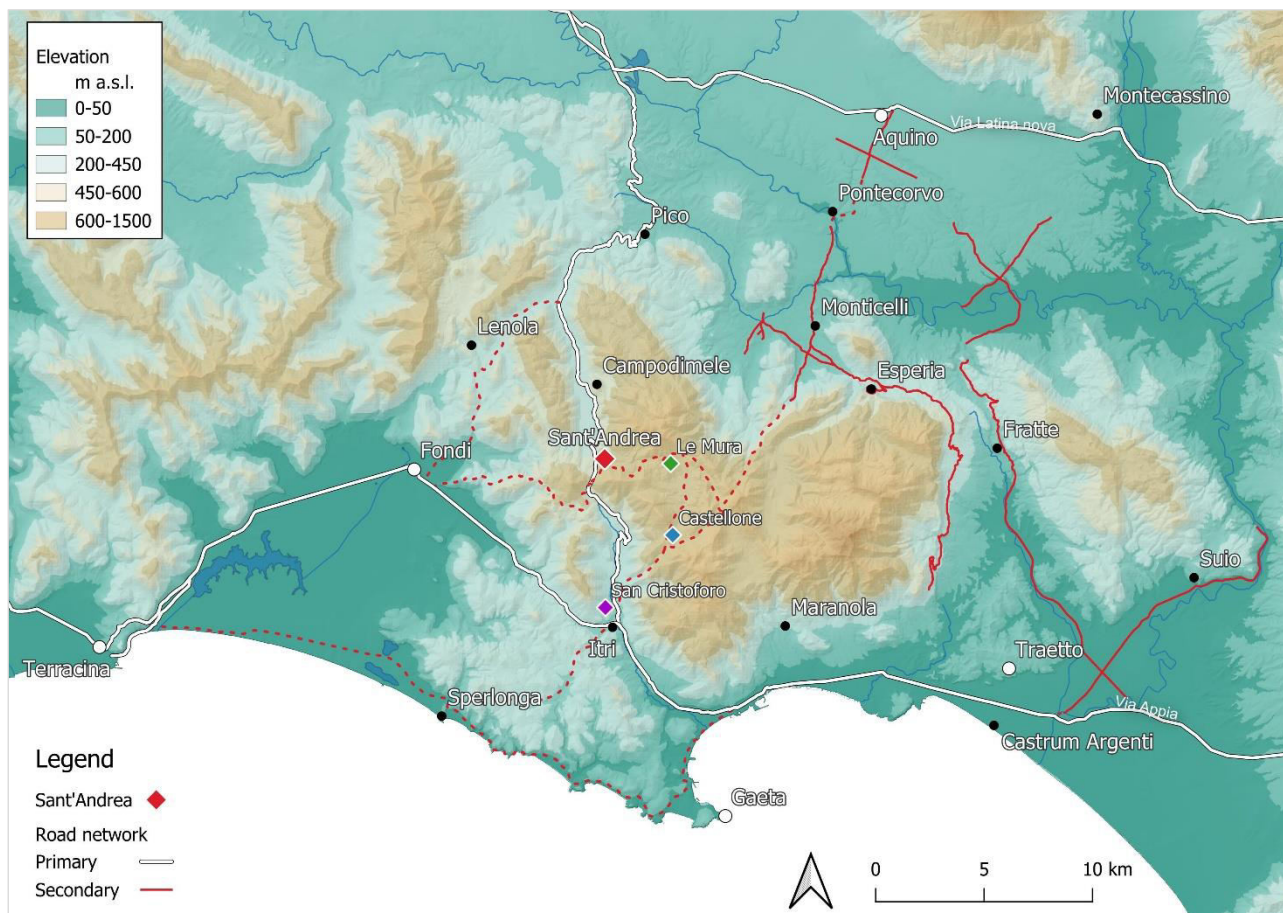 Elevation
m a.s.l.
0-50
50-200
200-450
450-600
600-1500
Montecassino
Via Latina nova
Aquino
Pontecorvo
Pico
Monticelli
Lenola
Campodimele
Esperia
Sant'Andrea
Le Mura
Fratte
Fondi
Castellone
Suio
San Cristoforo
Maranola
Itri
Terracina
Traetto
Sperlonga
Via Appia
Castrum Argenti
Gaeta
Legend
Sant'Andrea
Road network
Primary
Secondary
0 5 10 km